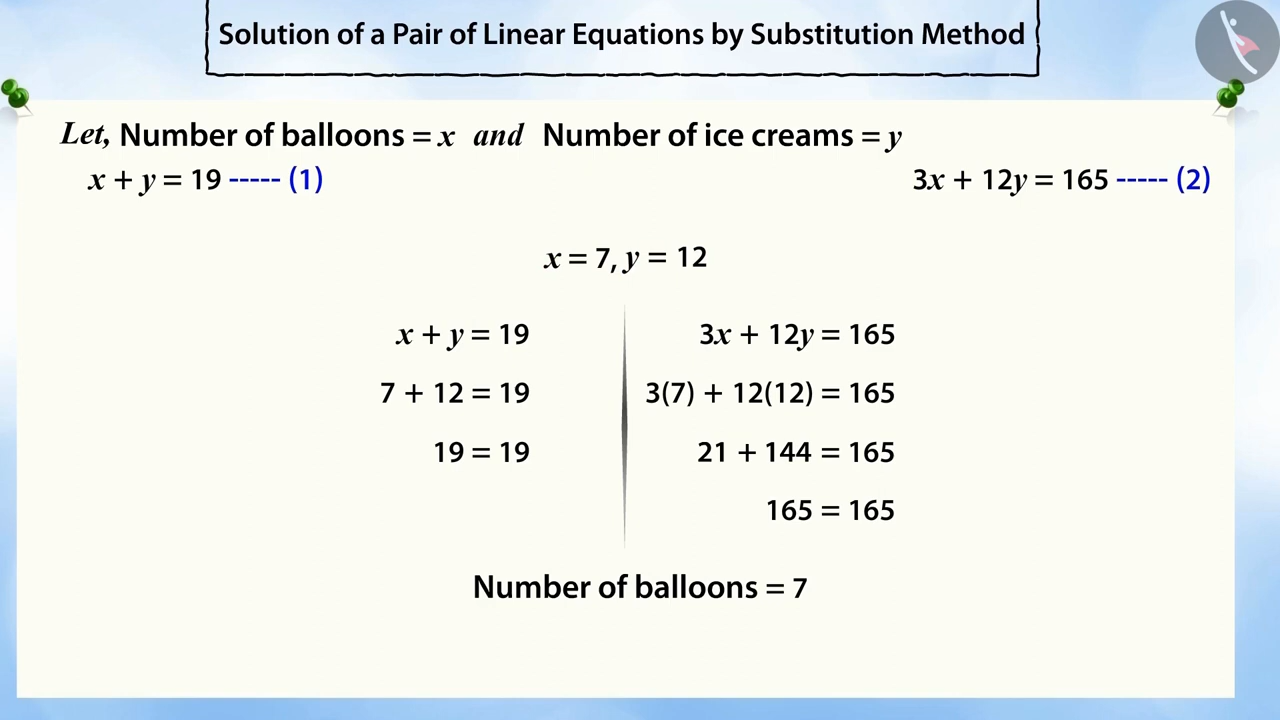 Solution of a Pair of Linear Equations by Substitution Method
Let, Number of balloons = x and Number of ice creams = y
x + y = 19 ----- (1)
3x + 12y = 165 ----- (2)
x = 7, y = 12
x + y = 19
7 + 12 = 19
19 = 19
3x + 12y = 165
3(7) + 12(12) = 165
21 + 144 = 165
165 = 165
Number of balloons = 7